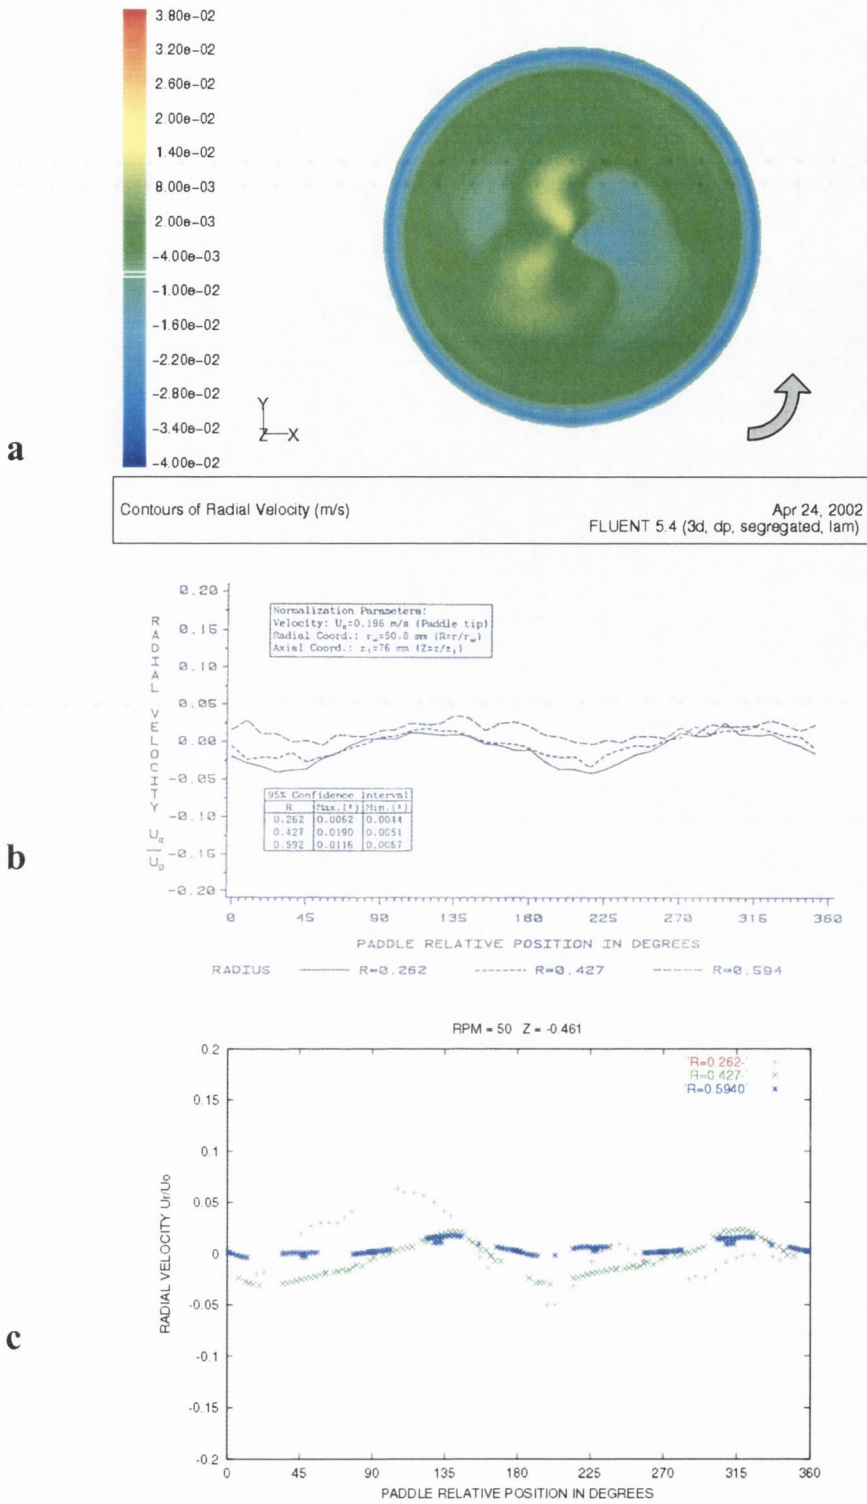 3.80e-02
3.20e-02
2.60e-02
2.00e-02
1.40e-02
8.00e-03
2.00e-03
-4.00e-03
-1.00e-02
-1.60e-02
-2.20e-02
-2.80e-02
-3.40e-02
-4.00e-02
Y
Z X
a
Contours of Radial Velocity (m/s)
Apr 24, 2002
FLUENT 5.4 (3d, dp, segregated, lam)
RADIAL VELOCITY U_R/U_O
0.20
0.15
0.10
0.05
0.00
-0.05
-0.10
-0.15
-0.20
Normalization Parameters:
Velocity: U_o=0.196 m/s (Paddle tip)
Radial Coord.: r_w=50.8 mm (R=r/r_w)
Axial Coord.: z_i=76 mm (Z=z/z_i)
95% Confidence Interval
R Max.(±) Min.(±)
0.262 0.0062 0.0044
0.427 0.0190 0.0051
0.592 0.0116 0.0067
b
0 45 90 135 180 225 270 315 360
PADDLE RELATIVE POSITION IN DEGREES
RADIUS R=0.262 R=0.427 R=0.594
RPM = 50 Z = -0.461
0.2
0.15
0.1
0.05
0
-0.05
-0.1
-0.15
-0.2
'R=0.262-'
'R=0.427-'
'R=0.5940'
RADIAL VELOCITY Ur/Uo
c
0 45 90 135 180 225 270 315 360
PADDLE RELATIVE POSITION IN DEGREES